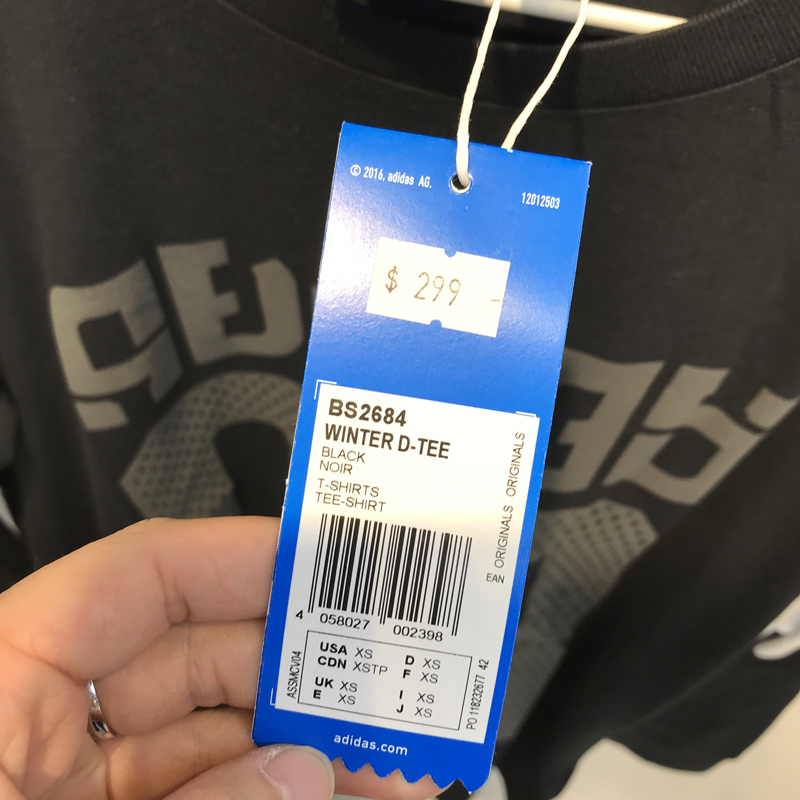 © 2016, adidas AG.
12012503
$ 299 -
BS2684
WINTER D-TEE
BLACK
NOIR
T-SHIRTS
TEE-SHIRT
ORIGINALS ORIGINALS
EAN
4 058027 002398
ASSMCV04
USA XS D XS
CDN XSTP F XS
UK XS I XS
E XS J XS
PO 118232677 42
adidas.com